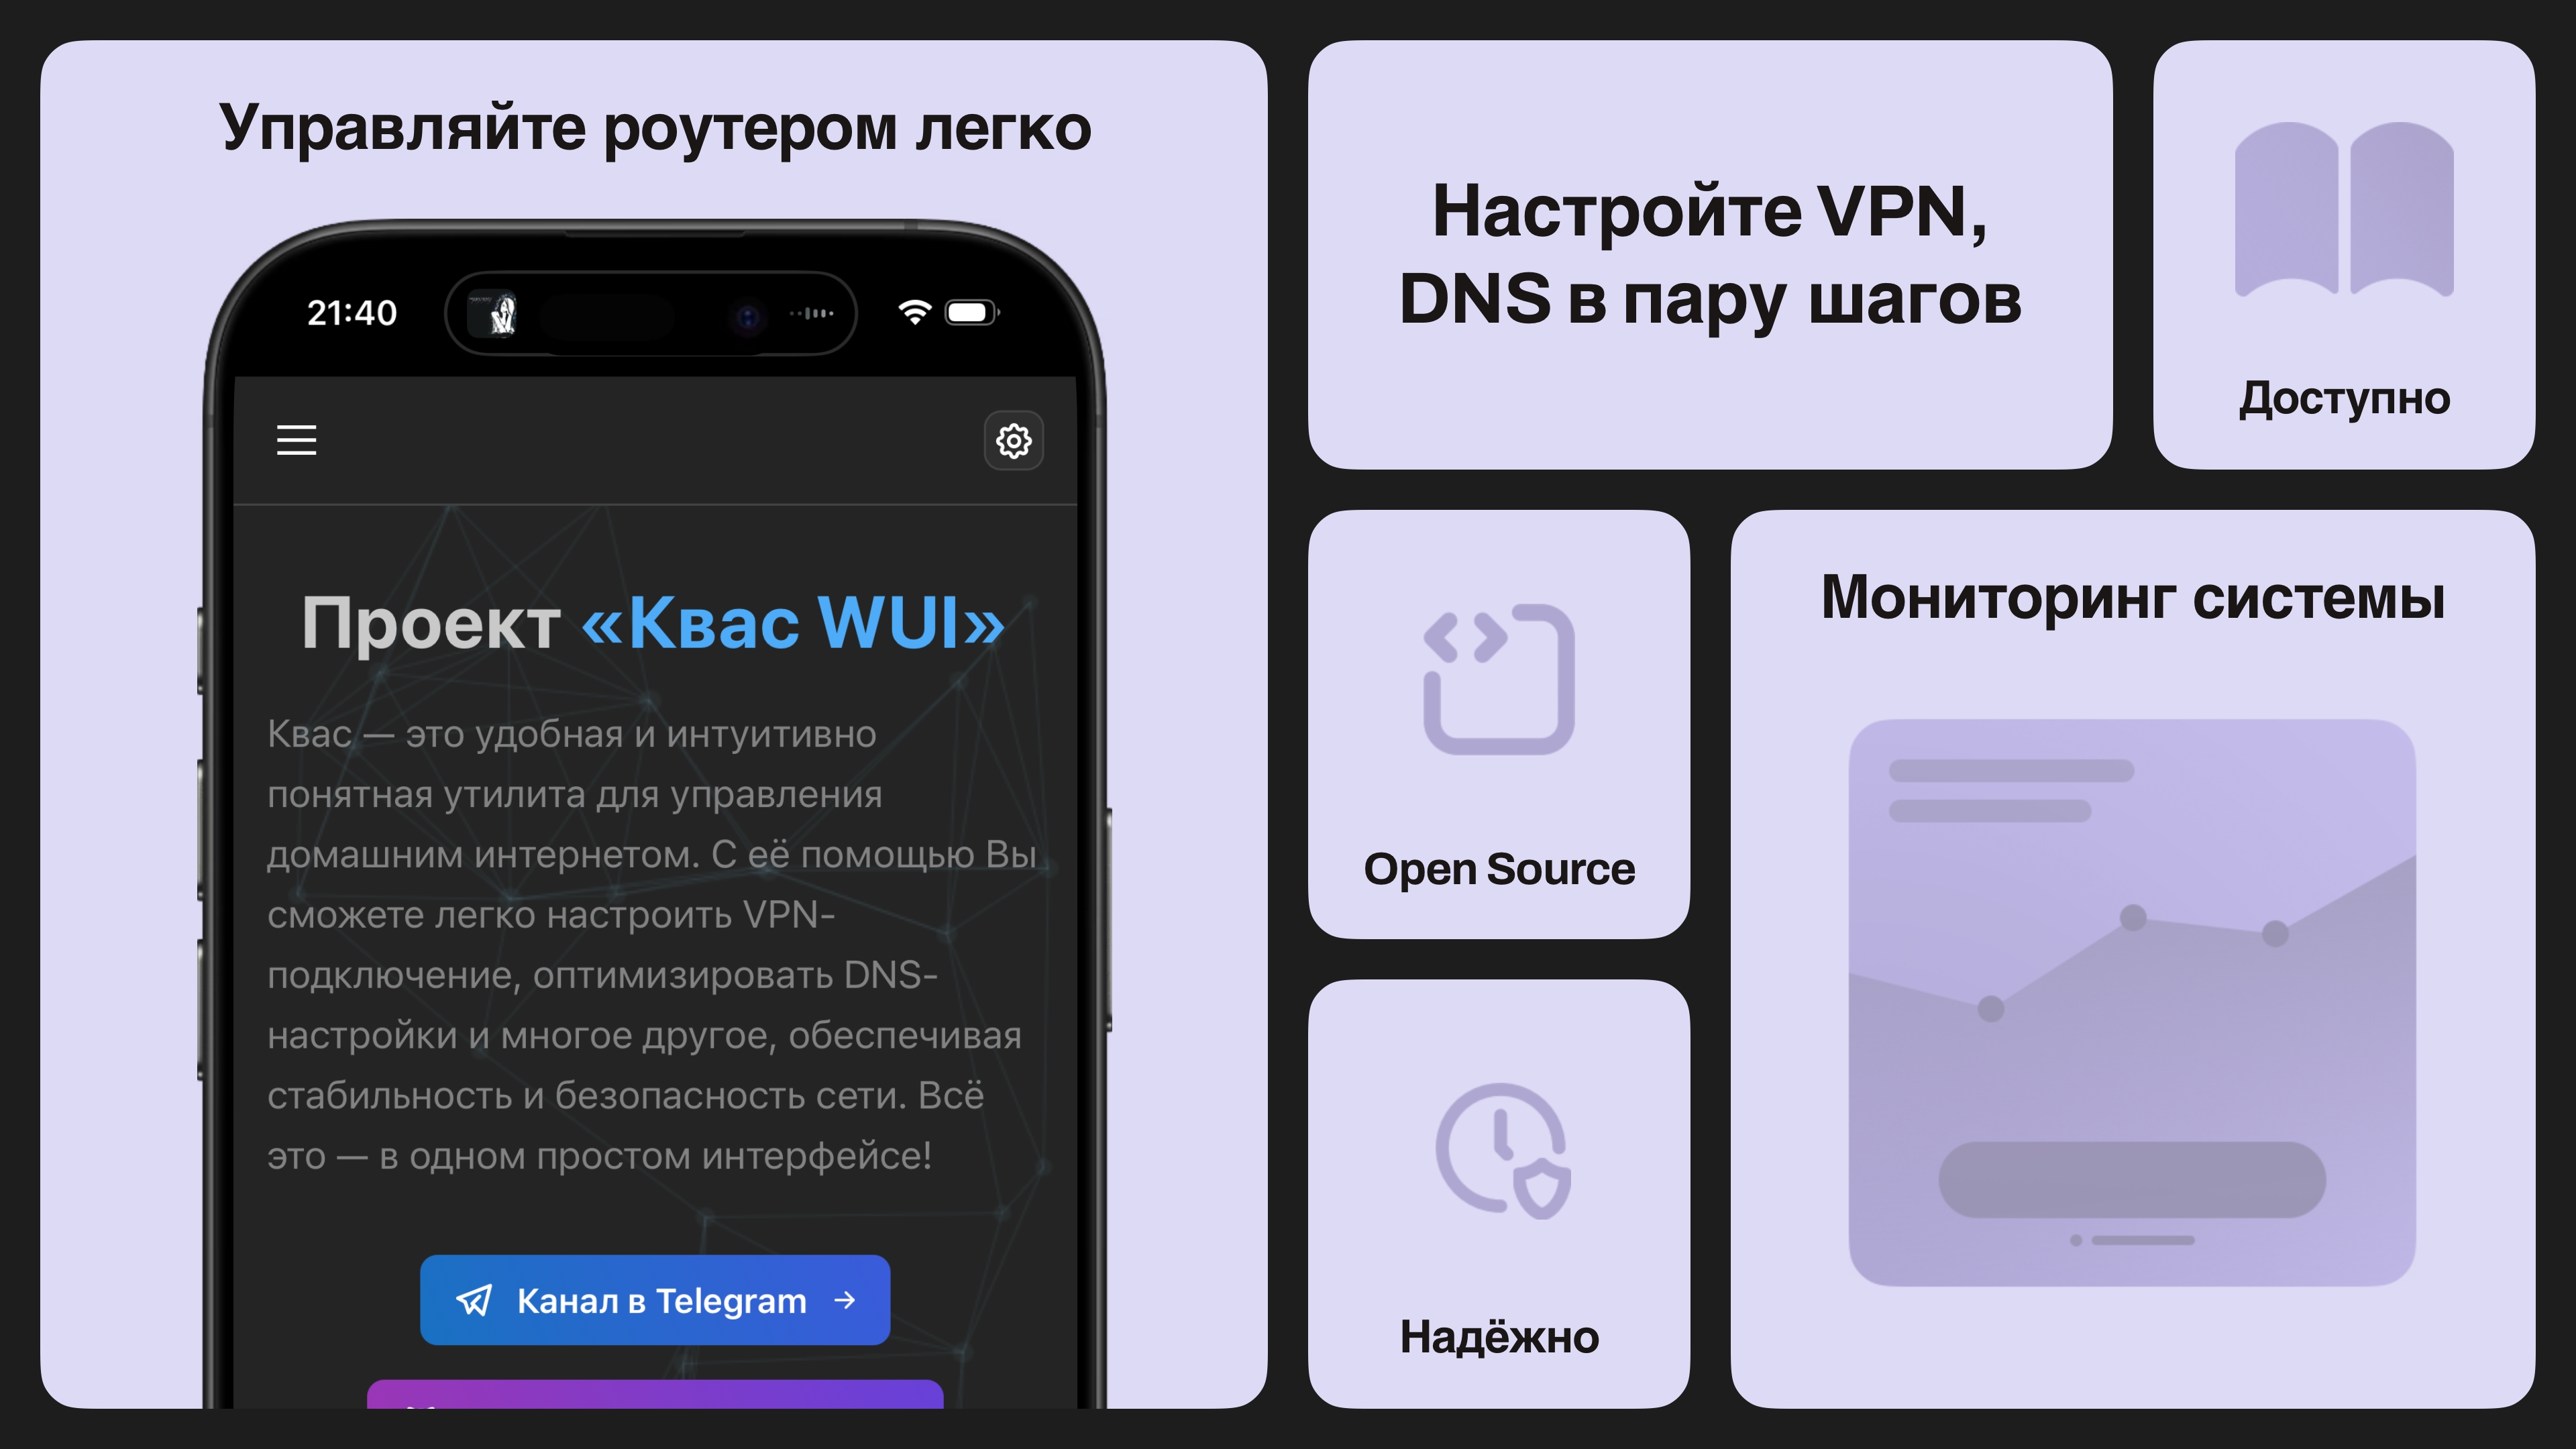 Управляйте роутером легко
21:40
Проект «Квас WUI»
Квас — это удобная и интуитивно
понятная утилита для управления
домашним интернетом. С её помощью Вы
сможете легко настроить VPN-
подключение, оптимизировать DNS-
настройки и многое другое, обеспечивая
стабильность и безопасность сети. Всё
это — в одном простом интерфейсе!
Канал в Telegram
Настройте VPN,
DNS в пару шагов
Доступно
Open Source
Надёжно
Мониторинг системы